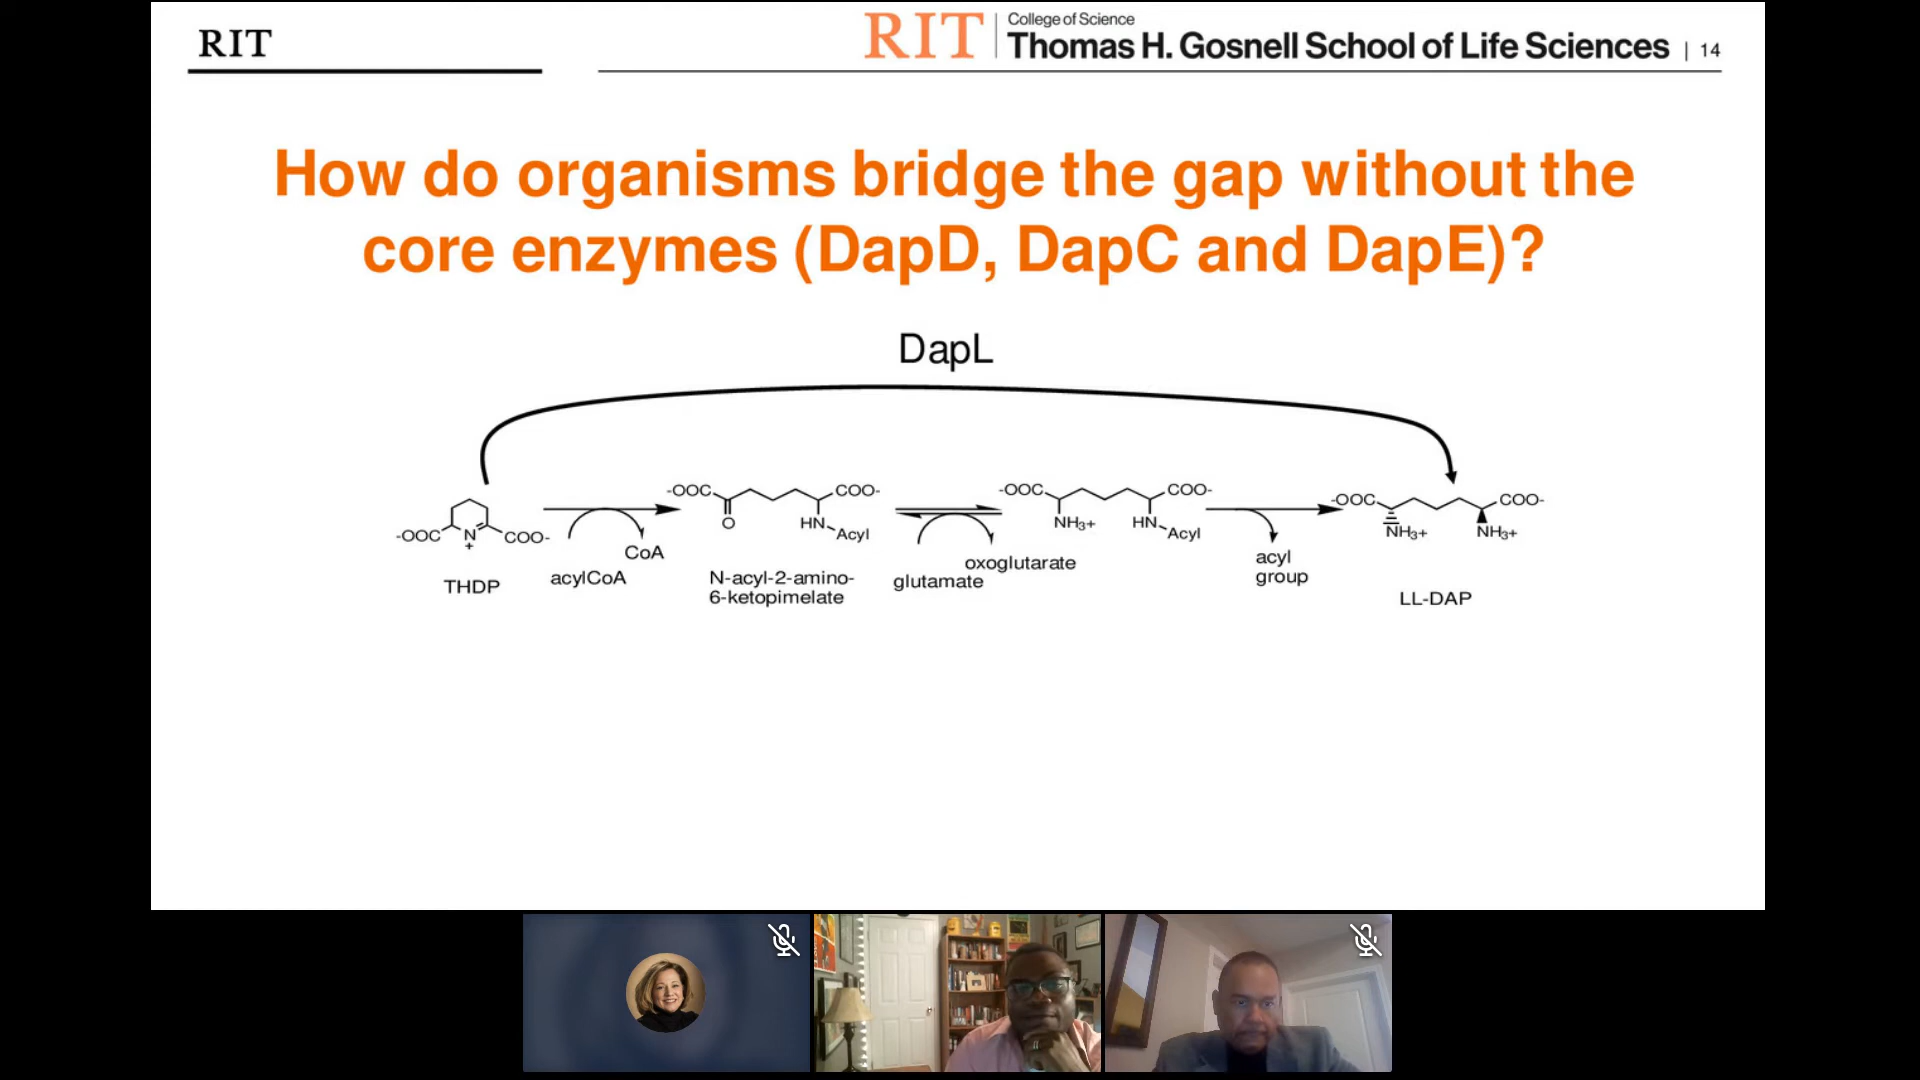 RIT
RIT
College of Science
Thomas H. Gosnell School of Life Sciences | 14
How do organisms bridge the gap without the
core enzymes (DapD, DapC and DapE)?
DapL
-OOC N + COO-
THDP
acylCoA
CoA
-OOC COO-
O HN Acyl
N-acyl-2-amino-
6-ketopimelate
glutamate
oxoglutarate
-OOC COO-
NH3+ HN Acyl
acyl
group
-OOC COO-
NH3+ NH3+
LL-DAP